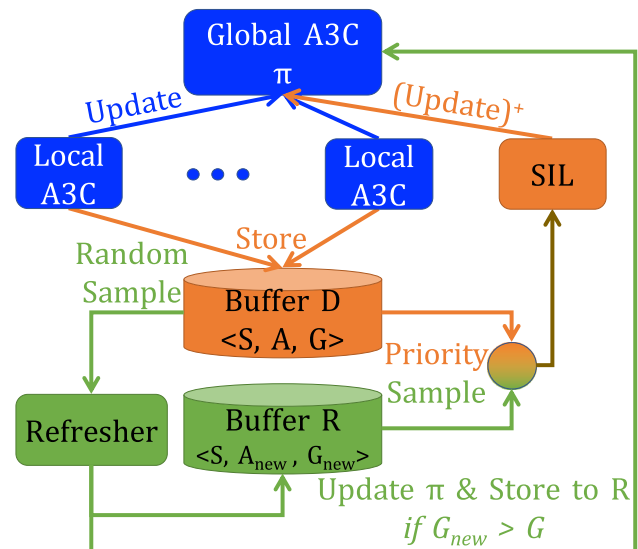 Global A3C
π
Update
(Update)⁺
Local
A3C
Local
A3C
SIL
Store
Random
Sample
Buffer D
<S, A, G>
Priority
Sample
Refresher
Buffer R
<S, Aₙₑw, Gₙₑw>
Update π & Store to R
if Gₙₑw > G